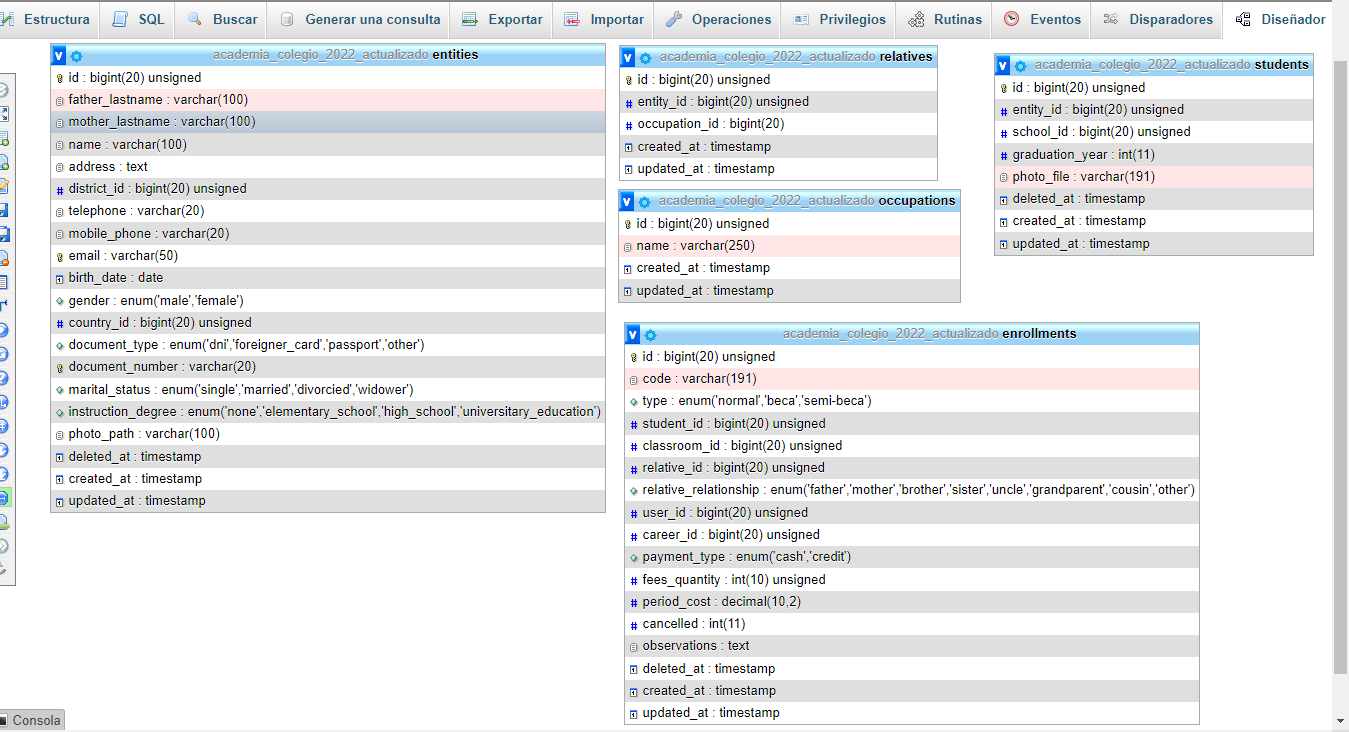 Estructura SQL Buscar Generar una consulta Exportar Importar Operaciones Privilegios Rutinas Eventos Disparadores Diseñador
v academia_colegio_2022_actualizado entities
id : bigint(20) unsigned
father_lastname : varchar(100)
mother_lastname : varchar(100)
name : varchar(100)
address : text
district_id : bigint(20) unsigned
telephone : varchar(20)
mobile_phone : varchar(20)
email : varchar(50)
birth_date : date
gender : enum('male','female')
country_id : bigint(20) unsigned
document_type : enum('dni','foreigner_card','passport','other')
document_number : varchar(20)
marital_status : enum('single','married','divorcied','widower')
instruction_degree : enum('none','elementary_school','high_school','universitary_education')
photo_path : varchar(100)
deleted_at : timestamp
created_at : timestamp
updated_at : timestamp
v academia_colegio_2022_actualizado relatives
id : bigint(20) unsigned
entity_id : bigint(20) unsigned
occupation_id : bigint(20)
created_at : timestamp
updated_at : timestamp
v academia_colegio_2022_actualizado occupations
id : bigint(20) unsigned
name : varchar(250)
created_at : timestamp
updated_at : timestamp
v academia_colegio_2022_actualizado students
id : bigint(20) unsigned
entity_id : bigint(20) unsigned
school_id : bigint(20) unsigned
graduation_year : int(11)
photo_file : varchar(191)
deleted_at : timestamp
created_at : timestamp
updated_at : timestamp
v academia_colegio_2022_actualizado enrollments
id : bigint(20) unsigned
code : varchar(191)
type : enum('normal','beca','semi-beca')
student_id : bigint(20) unsigned
classroom_id : bigint(20) unsigned
relative_id : bigint(20) unsigned
relative_relationship : enum('father','mother','brother','sister','uncle','grandparent','cousin','other')
user_id : bigint(20) unsigned
career_id : bigint(20) unsigned
payment_type : enum('cash','credit')
fees_quantity : int(10) unsigned
period_cost : decimal(10,2)
cancelled : int(11)
observations : text
deleted_at : timestamp
created_at : timestamp
updated_at : timestamp
Consola